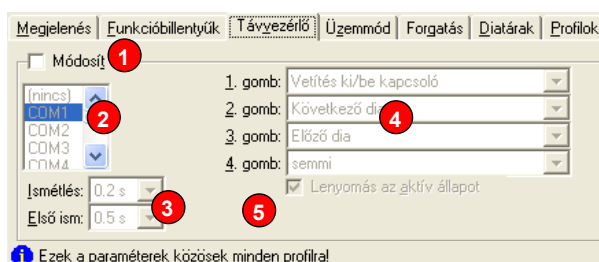 Megjelenés Funkcióbillentyűk Távvezérlő Üzemmód Forgatás Diatárak Profilok
Módosít 1
(nincs)
COM1
COM2
COM3
COM4
2
1. gomb: Vetítés ki/be kapcsoló
2. gomb: Következő dia
3. gomb: Előző dia
4. gomb: semmi
4
Lenyomás az aktív állapot
Ismétlés: 0.2 s
Első ism: 0.5 s
3
5
Ezek a paraméterek közösek minden profilra!